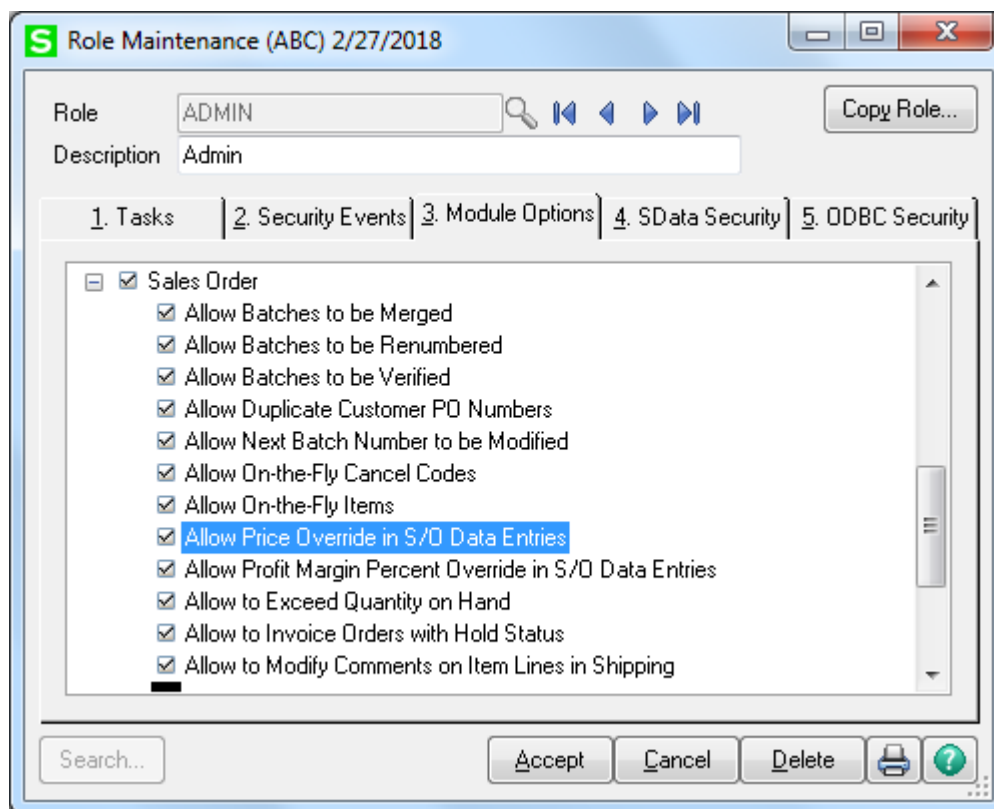 S Role Maintenance (ABC) 2/27/2018
Role ADMIN Copy Role...
Description Admin
1. Tasks 2. Security Events 3. Module Options 4. SData Security 5. ODBC Security
Sales Order
Allow Batches to be Merged
Allow Batches to be Renumbered
Allow Batches to be Verified
Allow Duplicate Customer PO Numbers
Allow Next Batch Number to be Modified
Allow On-the-Fly Cancel Codes
Allow On-the-Fly Items
Allow Price Override in S/O Data Entries
Allow Profit Margin Percent Override in S/O Data Entries
Allow to Exceed Quantity on Hand
Allow to Invoice Orders with Hold Status
Allow to Modify Comments on Item Lines in Shipping
Search... Accept Cancel Delete ?